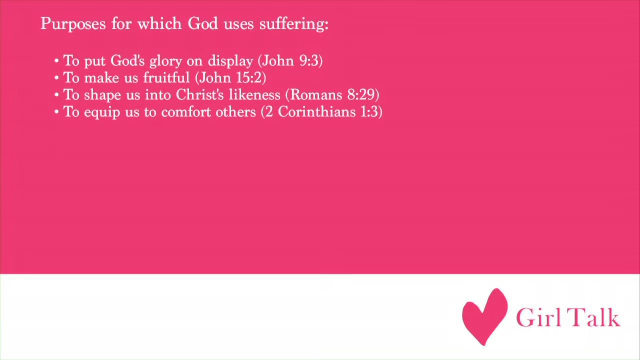 Purposes for which God uses suffering:
• To put God's glory on display (John 9:3)
• To make us fruitful (John 15:2)
• To shape us into Christ's likeness (Romans 8:29)
• To equip us to comfort others (2 Corinthians 1:3)
Girl Talk